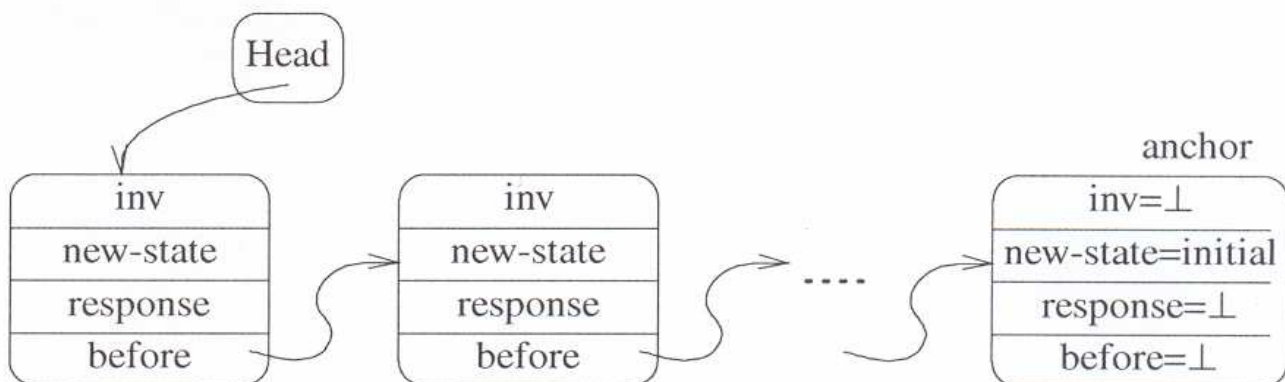 Head
anchor
inv
new-state
response
before
inv
new-state
response
before
....
inv=⊥
new-state=initial
response=⊥
before=⊥